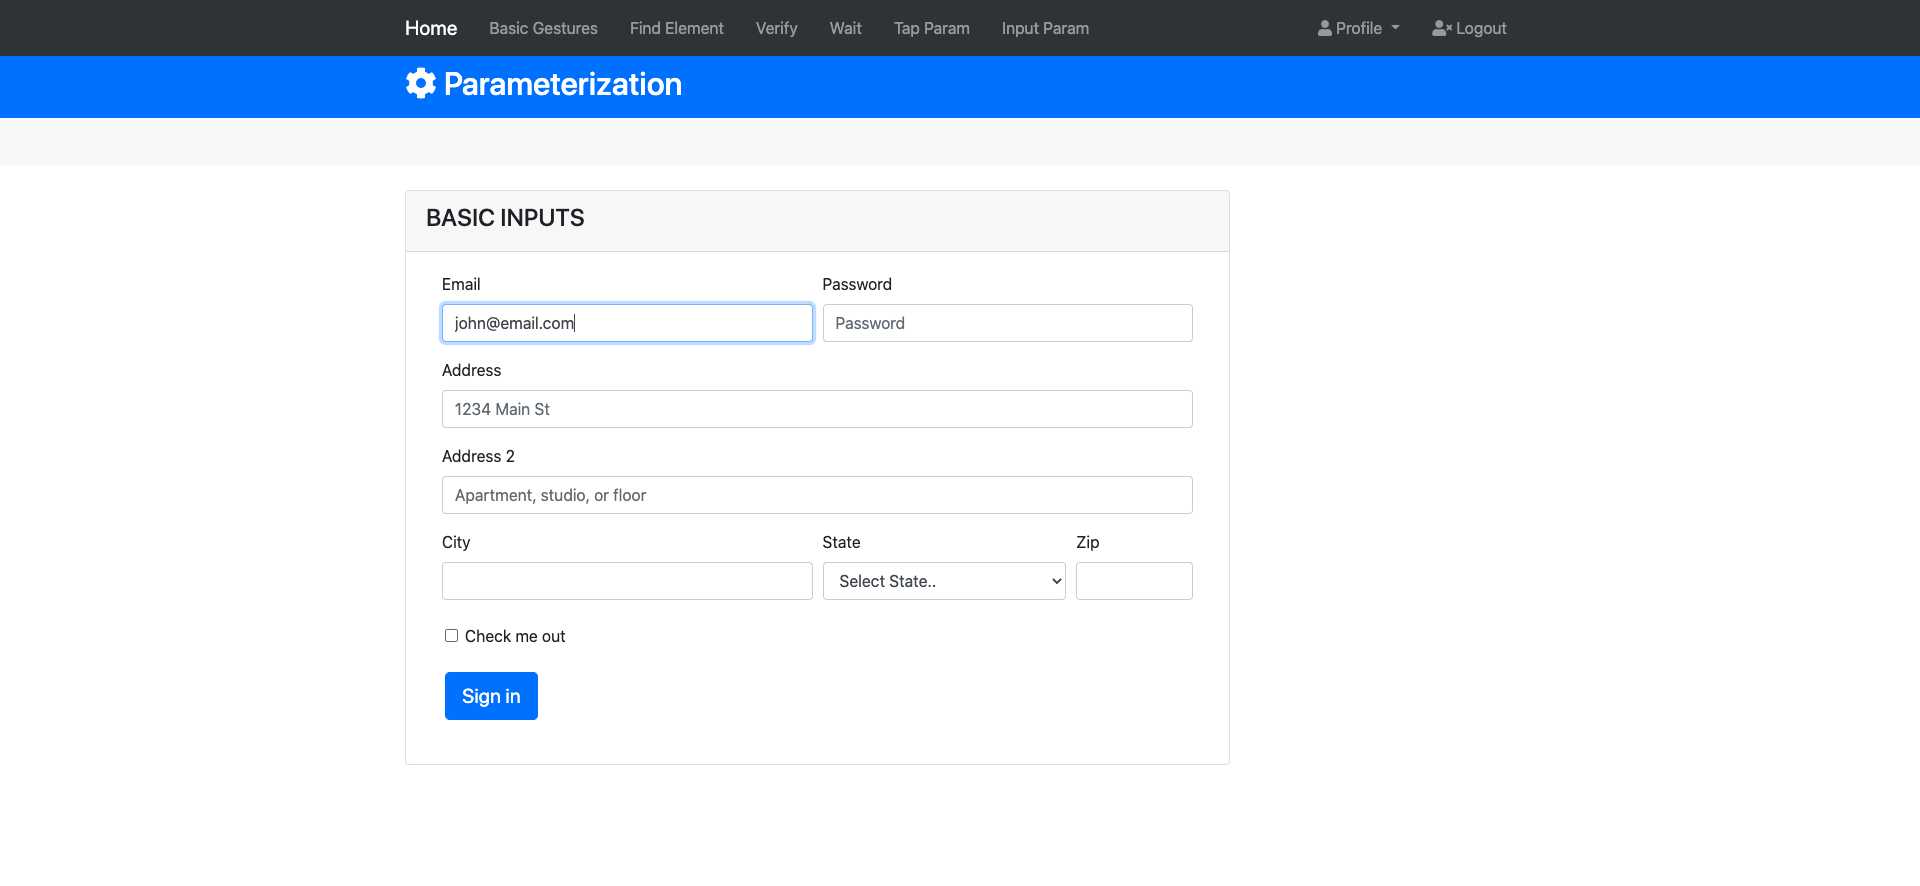 Home Basic Gestures Find Element Verify Wait Tap Param Input Param Profile Logout
Parameterization
BASIC INPUTS
Email Password
john@email.com Password
Address
1234 Main St
Address 2
Apartment, studio, or floor
City State Zip
Select State..
Check me out
Sign in